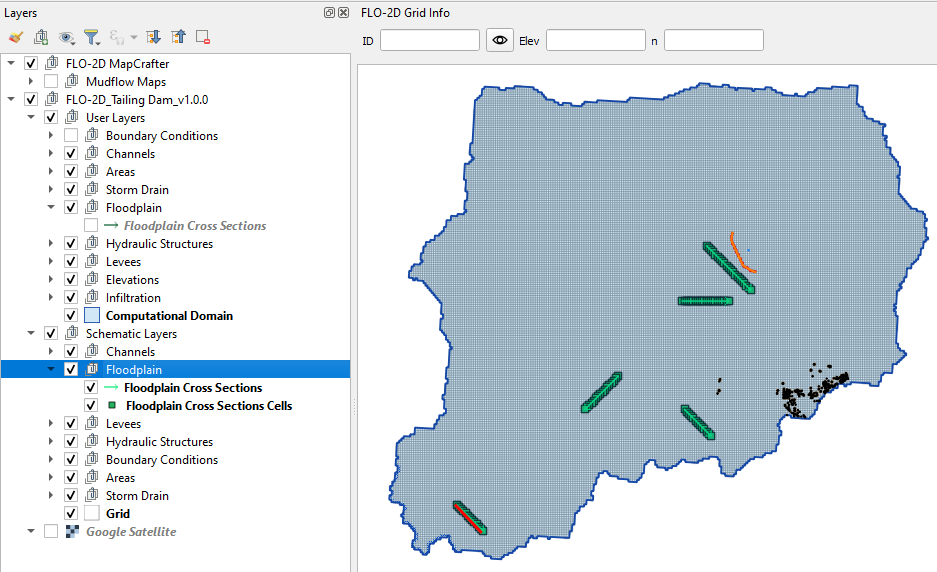 Layers
FLO-2D Grid Info
ID
Elev
n
FLO-2D MapCrafter
Mudflow Maps
FLO-2D_Tailing Dam_v1.0.0
User Layers
Boundary Conditions
Channels
Areas
Storm Drain
Floodplain
Floodplain Cross Sections
Hydraulic Structures
Levees
Elevations
Infiltration
Computational Domain
Schematic Layers
Channels
Floodplain
Floodplain Cross Sections
Floodplain Cross Sections Cells
Levees
Hydraulic Structures
Boundary Conditions
Areas
Storm Drain
Grid
Google Satellite